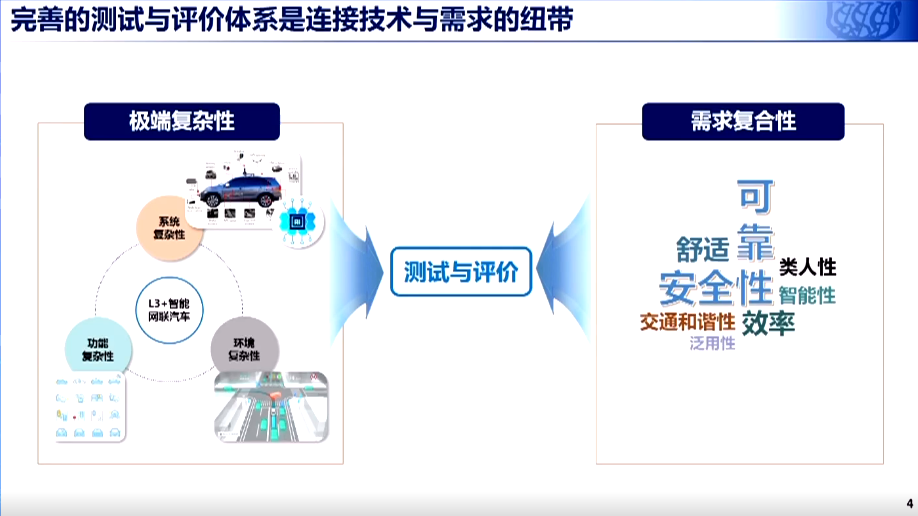 完善的测试与评价体系是连接技术与需求的纽带
极端复杂性
系统
复杂性
L3+智能
网联汽车
功能
复杂性
环境
复杂性
测试与评价
需求复合性
可靠
舒适
类人性
安全性
智能性
交通和谐性
效率
泛用性
4